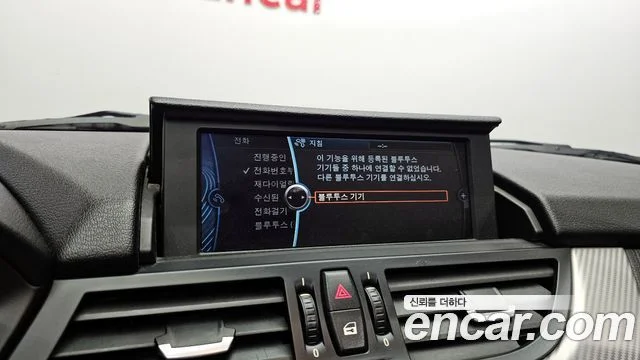 encar
전화
지침
--:--
진행중인
이 기능을 위해 등록된 블루투스
✓ 전화번호부
기기들 중 하나에 연결할 수 없었습니다.
재다이얼
다른 블루투스 기기를 연결하십시오.
수신된
블루투스 기기
전화걸기
블루투스 (
0
0
신뢰를 더하다
encar.com